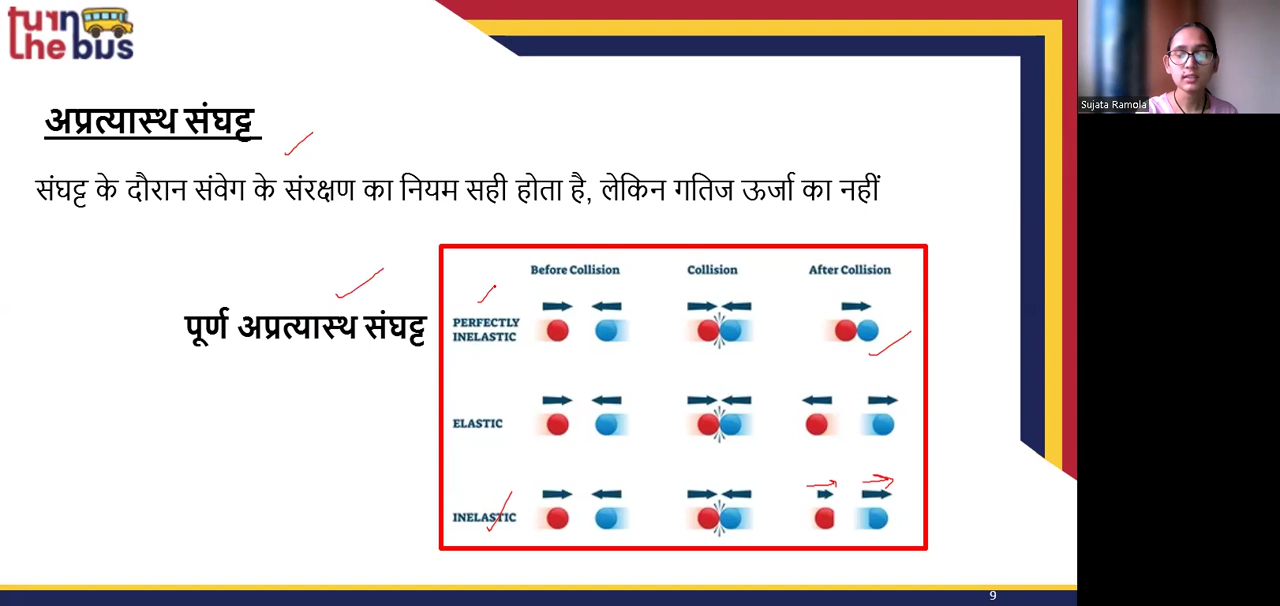 turn
the bus
अप्रत्यास्थ संघट्ट
संघट्ट के दौरान संवेग के संरक्षण का नियम सही होता है, लेकिन गतिज ऊर्जा का नहीं
पूर्ण अप्रत्यास्थ संघट्ट
Before Collision Collision After Collision
PERFECTLY
INELASTIC
ELASTIC
INELASTIC
9
Sujata Ramola